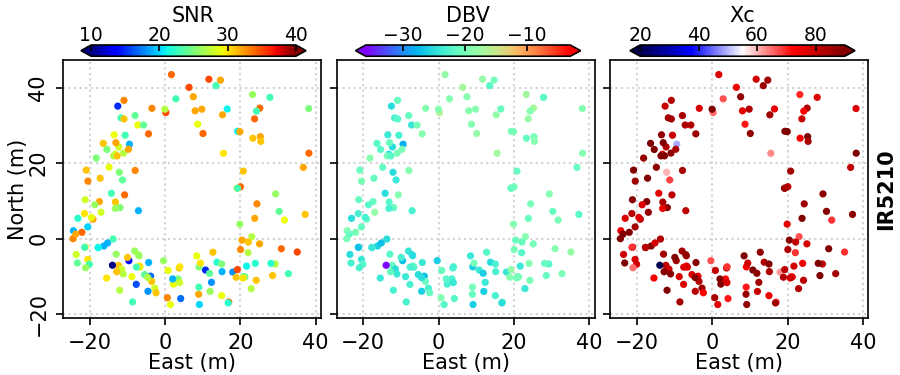 SNR DBV Xc
10 20 30 40 −30 −20 −10 20 40 60 80
40
20
0
−20
North (m)
IR5210
−20 0 20 40 −20 0 20 40 −20 0 20 40
East (m) East (m) East (m)